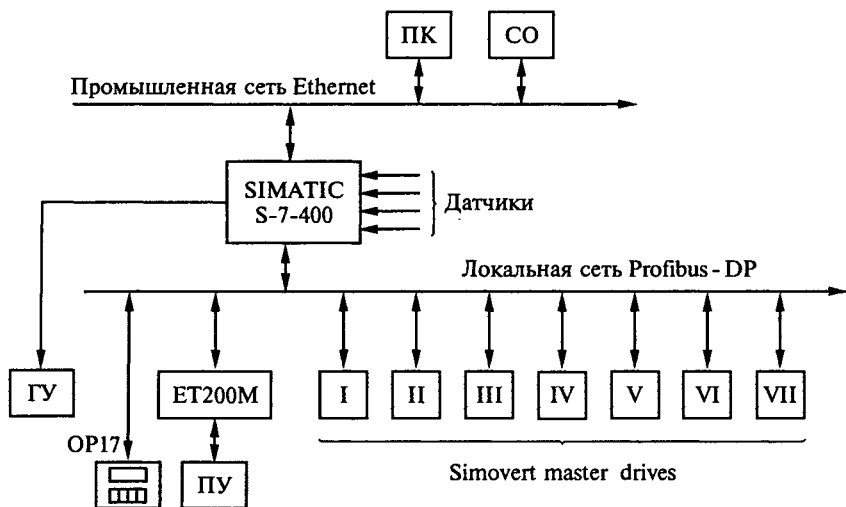 ПК
СО
Промышленная сеть Ethernet
SIMATIC
S-7-400
Датчики
Локальная сеть Profibus - DP
ГУ
ET200M
I
II
III
IV
V
VI
VII
OP17
ПУ
Simovert master drives